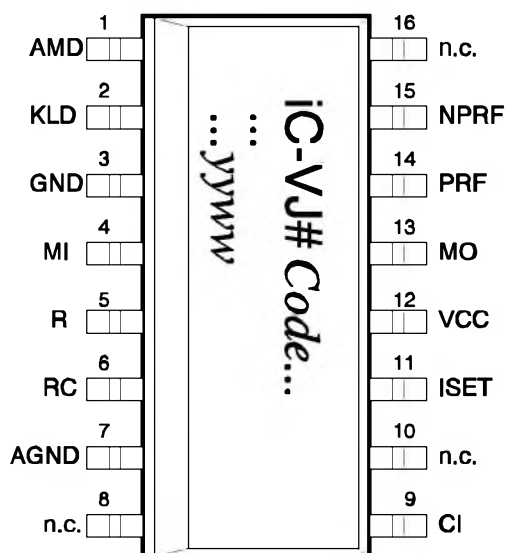 1 16
AMD n.c.
2 15
KLD NPRF
3 14
GND PRF
4 13
MI MO
5 12
R VCC
6 11
RC ISET
7 10
AGND n.c.
8 9
n.c. CI
iC-VJ# Code...
...
...yyww